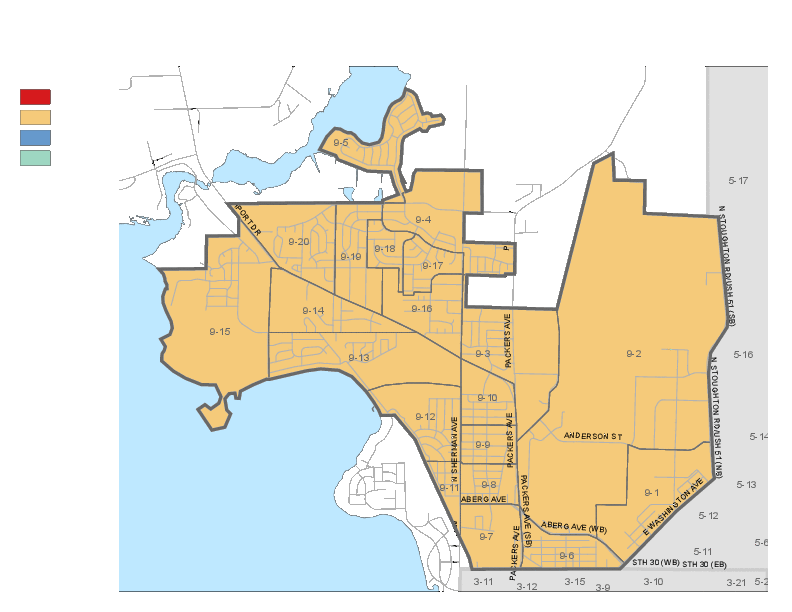 9-5
5-17
PORT DR
9-4
9-20
9-18
9-19
9-17
N STOUGHTON RD/USH 51 (SB)
9-16
9-14
9-15
PACKERS AVE
9-3
9-2
5-16
9-13
9-10
N STOUGHTON RD/USH 51 (NB)
9-12
N SHERMAN AVE
PACKERS AVE
ANDERSON ST
5-14
9-9
9-11
9-8
9-1
5-13
ABERG AVE
PACKERS AVE (SB)
E WASHINGTON AVE
5-12
ABERG AVE (WB)
9-7
PACKERS AVE
9-6
5-6
5-11
STH 30 (WB)
STH 30 (EB)
3-11
3-12
3-15
3-9
3-10
3-21
5-2